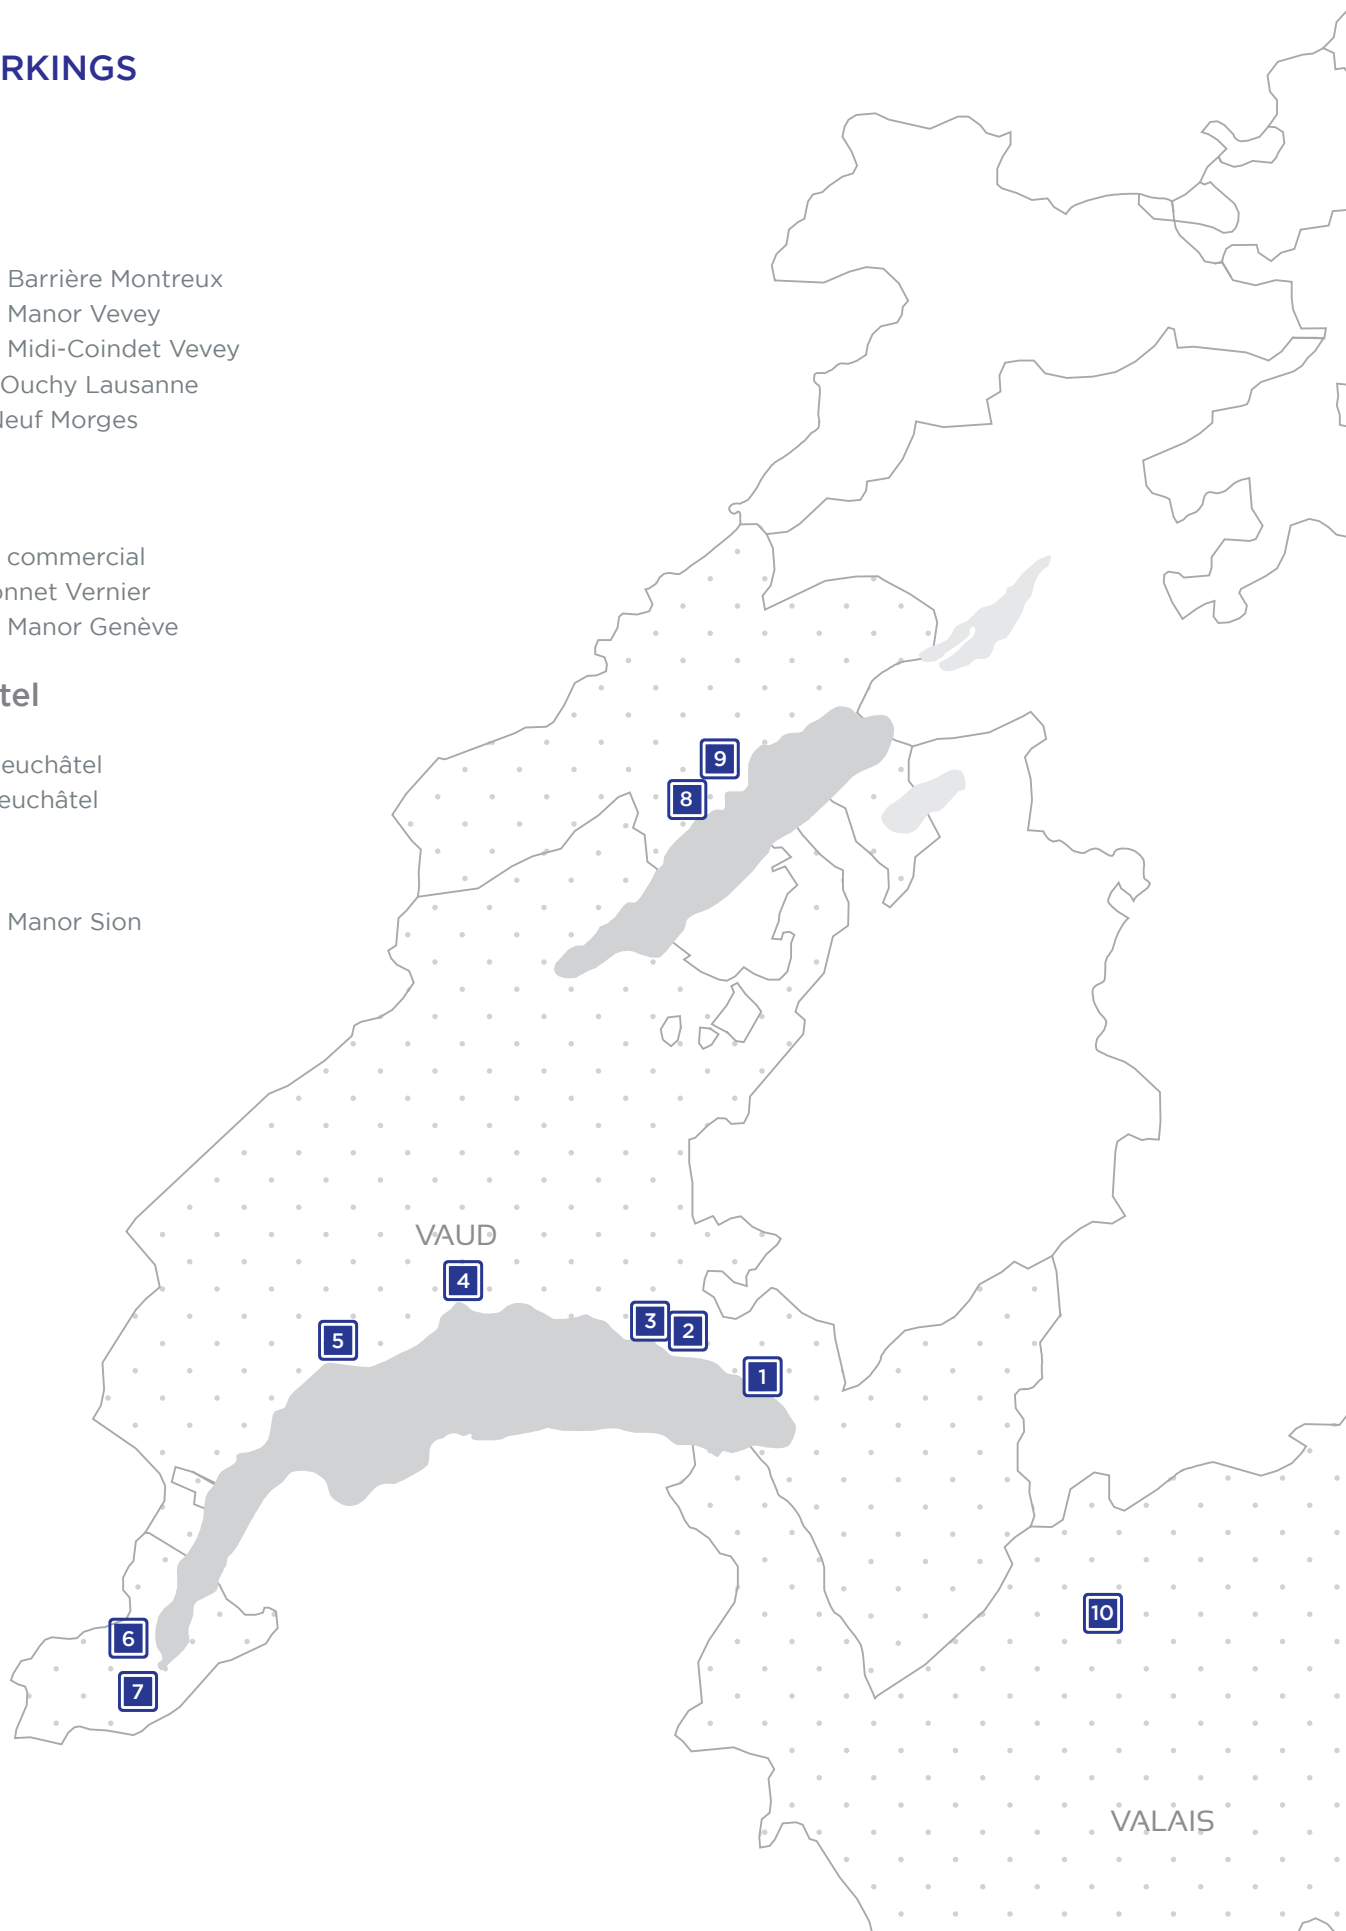 RKINGS
Barrière Montreux
Manor Vevey
Midi-Coindet Vevey
Ouchy Lausanne
Neuf Morges
commercial
onnet Vernier
Manor Genève
tel
euchâtel
euchâtel
Manor Sion
9
8
VAUD
4
3
2
5
1
10
6
7
VALAIS